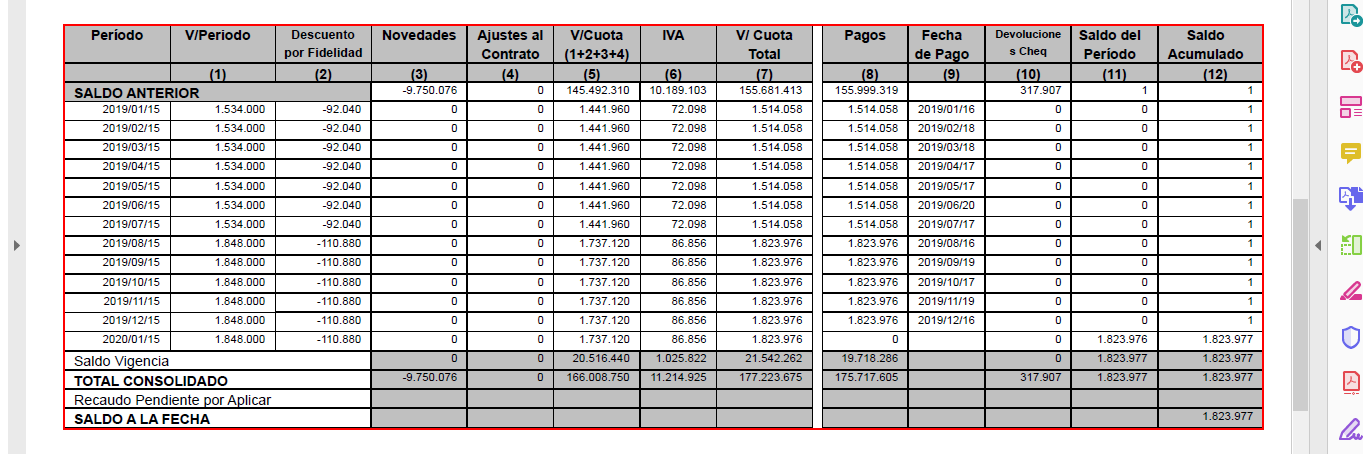 Período V/Periodo Descuento por Fidelidad Novedades Ajustes al Contrato V/Cuota (1+2+3+4) IVA V/ Cuota Total Pagos Fecha de Pago Devolucione s Cheq Saldo del Período Saldo Acumulado
(1) (2) (3) (4) (5) (6) (7) (8) (9) (10) (11) (12)
SALDO ANTERIOR -9.750.076 0 145.492.310 10.189.103 155.681.413 155.999.319 317.907 1 1
2019/01/15 1.534.000 -92.040 0 0 1.441.960 72.098 1.514.058 1.514.058 2019/01/16 0 0 1
2019/02/15 1.534.000 -92.040 0 0 1.441.960 72.098 1.514.058 1.514.058 2019/02/18 0 0 1
2019/03/15 1.534.000 -92.040 0 0 1.441.960 72.098 1.514.058 1.514.058 2019/03/18 0 0 1
2019/04/15 1.534.000 -92.040 0 0 1.441.960 72.098 1.514.058 1.514.058 2019/04/17 0 0 1
2019/05/15 1.534.000 -92.040 0 0 1.441.960 72.098 1.514.058 1.514.058 2019/05/17 0 0 1
2019/06/15 1.534.000 -92.040 0 0 1.441.960 72.098 1.514.058 1.514.058 2019/06/20 0 0 1
2019/07/15 1.534.000 -92.040 0 0 1.441.960 72.098 1.514.058 1.514.058 2019/07/17 0 0 1
2019/08/15 1.848.000 -110.880 0 0 1.737.120 86.856 1.823.976 1.823.976 2019/08/16 0 0 1
2019/09/15 1.848.000 -110.880 0 0 1.737.120 86.856 1.823.976 1.823.976 2019/09/19 0 0 1
2019/10/15 1.848.000 -110.880 0 0 1.737.120 86.856 1.823.976 1.823.976 2019/10/17 0 0 1
2019/11/15 1.848.000 -110.880 0 0 1.737.120 86.856 1.823.976 1.823.976 2019/11/19 0 0 1
2019/12/15 1.848.000 -110.880 0 0 1.737.120 86.856 1.823.976 1.823.976 2019/12/16 0 0 1
2020/01/15 1.848.000 -110.880 0 0 1.737.120 86.856 1.823.976 0 0 1.823.976 1.823.977
Saldo Vigencia 0 0 20.516.440 1.025.822 21.542.262 19.718.286 0 1.823.977 1.823.977
TOTAL CONSOLIDADO -9.750.076 0 166.008.750 11.214.925 177.223.675 175.717.605 317.907 1.823.977 1.823.977
Recaudo Pendiente por Aplicar
SALDO A LA FECHA 1.823.977